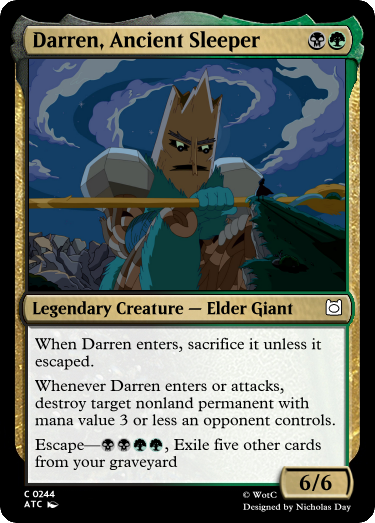 Darren, Ancient Sleeper
Legendary Creature — Elder Giant
When Darren enters, sacrifice it unless it
escaped.
Whenever Darren enters or attacks,
destroy target nonland permanent with
mana value 3 or less an opponent controls.
Escape—, Exile five other cards
from your graveyard
6/6
C 0244
ATC
© WotC
Designed by Nicholas Day